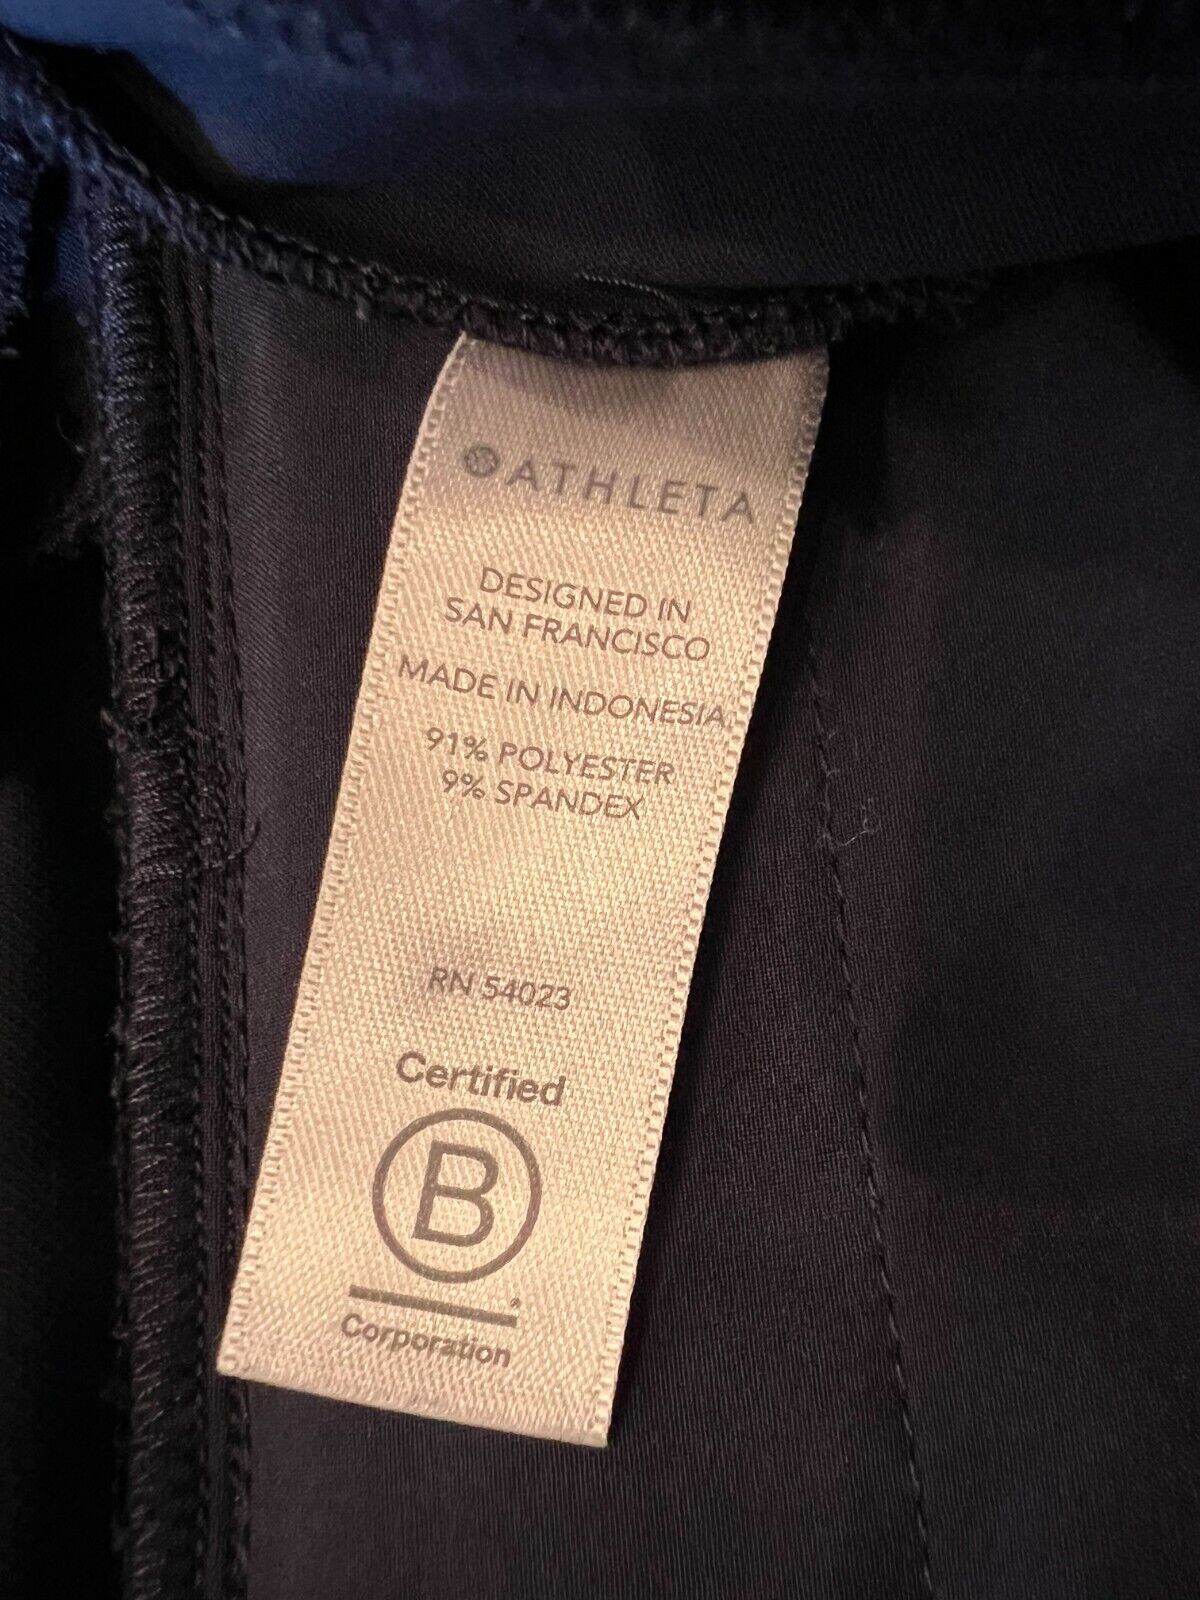 ATHLETA
DESIGNED IN
SAN FRANCISCO
MADE IN INDONESIA
91% POLYESTER
9% SPANDEX
RN 54023
Certified
B
Corporation